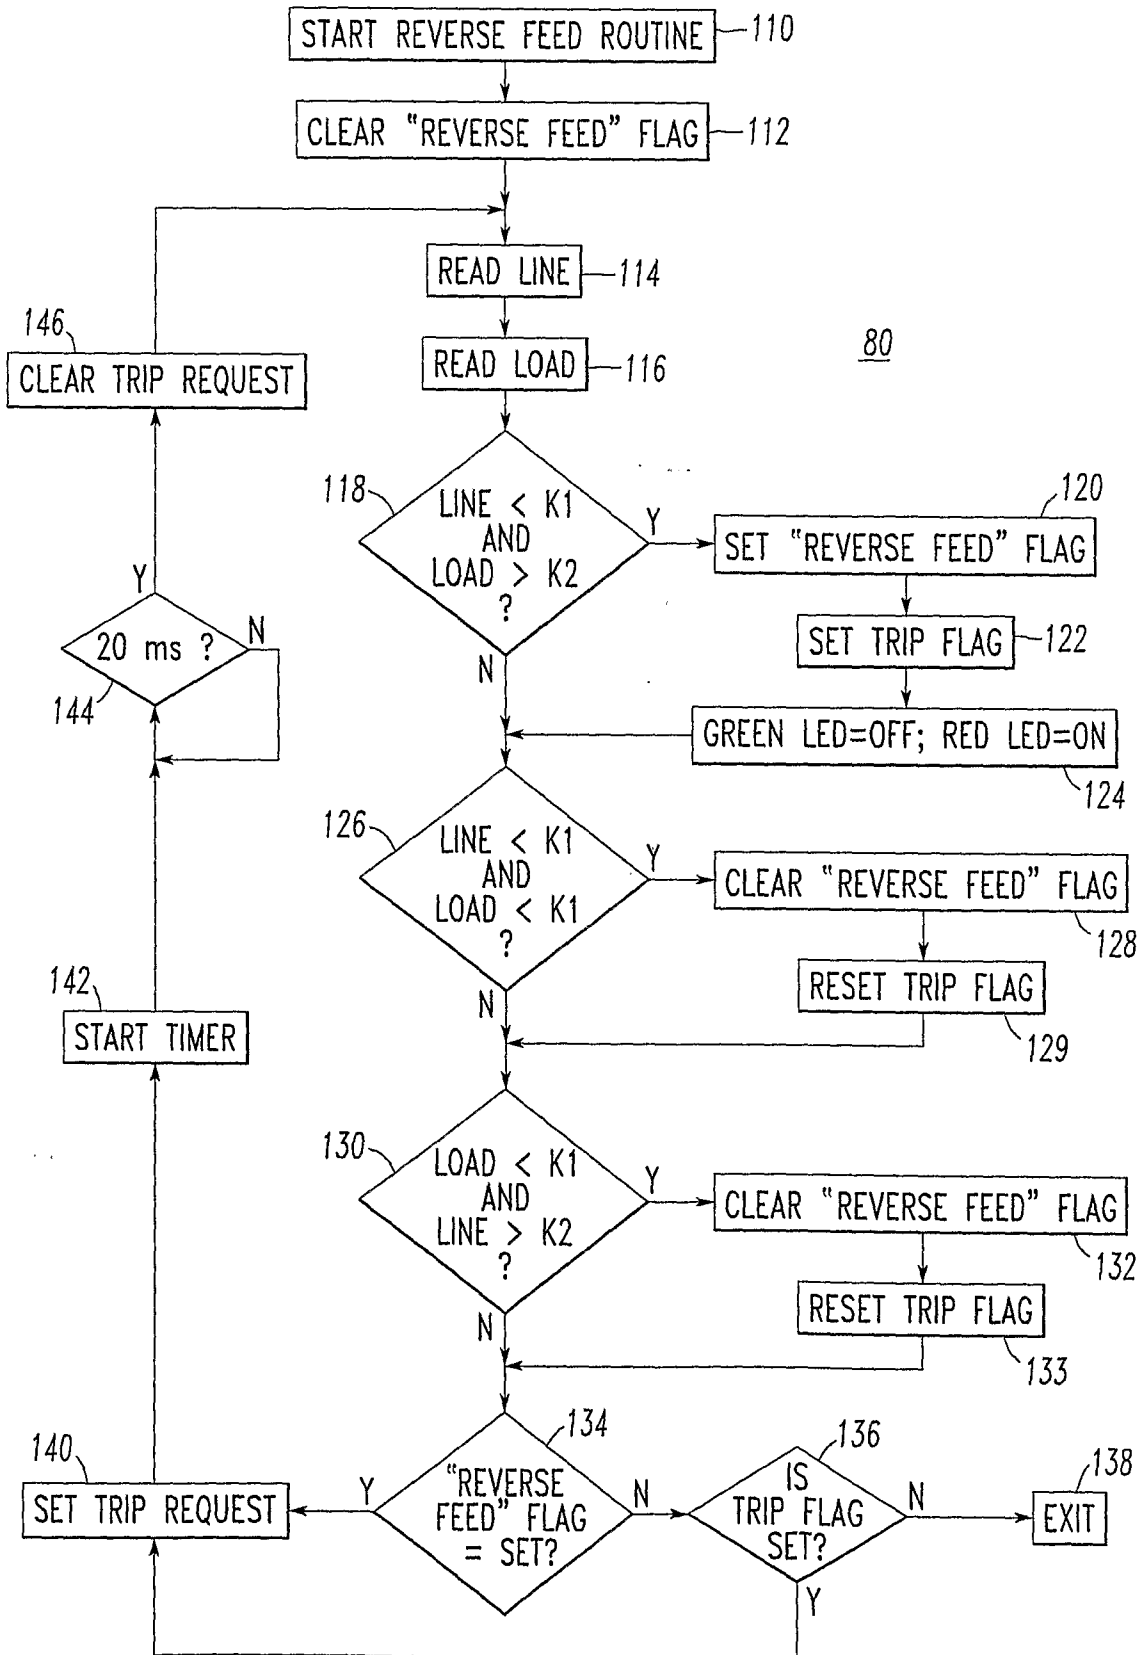 START REVERSE FEED ROUTINE
110
CLEAR "REVERSE FEED" FLAG
112
READ LINE
114
READ LOAD
116
80
146
CLEAR TRIP REQUEST
118
LINE < K1
AND
LOAD > K2
?
Y
N
120
SET "REVERSE FEED" FLAG
SET TRIP FLAG
122
GREEN LED=OFF; RED LED=ON
124
Y
20 ms ?
N
144
126
LINE < K1
AND
LOAD < K1
?
Y
N
CLEAR "REVERSE FEED" FLAG
128
RESET TRIP FLAG
129
142
START TIMER
130
LOAD < K1
AND
LINE > K2
?
Y
N
CLEAR "REVERSE FEED" FLAG
132
RESET TRIP FLAG
133
140
SET TRIP REQUEST
Y
134
"REVERSE
FEED" FLAG
= SET?
N
136
IS
TRIP FLAG
SET?
N
Y
138
EXIT